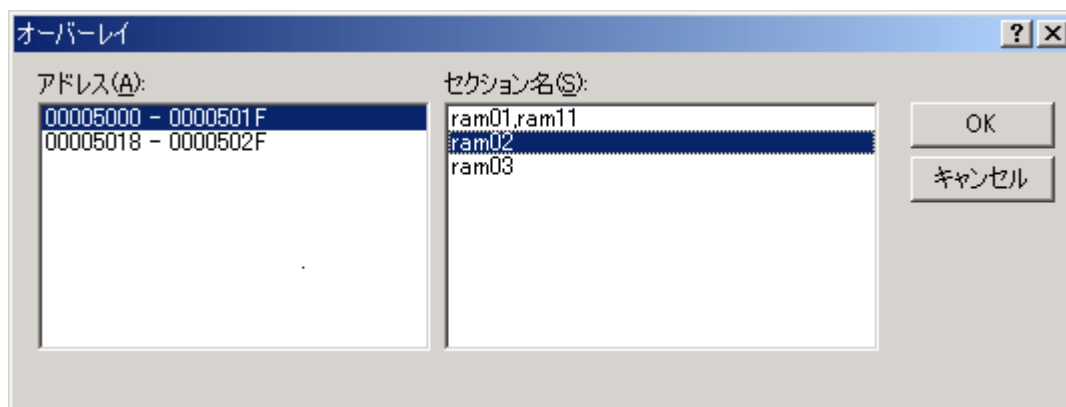 オーバーレイ
アドレス(A):
00005000 - 0000501F
00005018 - 0000502F
セクション名(S):
ram01,ram11
ram02
ram03
OK
キャンセル